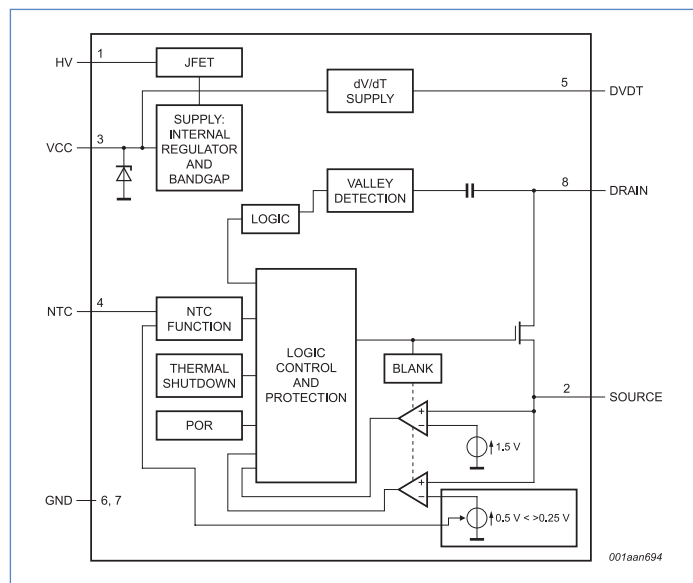 HV
1
JFET
dV/dT
SUPPLY
5
DVDT
VCC
3
SUPPLY:
INTERNAL
REGULATOR
AND
BANDGAP
VALLEY
DETECTION
8
DRAIN
LOGIC
NTC
4
NTC
FUNCTION
THERMAL
SHUTDOWN
POR
LOGIC
CONTROL
AND
PROTECTION
BLANK
2
SOURCE
+
−
1.5 V
+
−
0.5 V < >0.25 V
GND
6, 7
001aan694